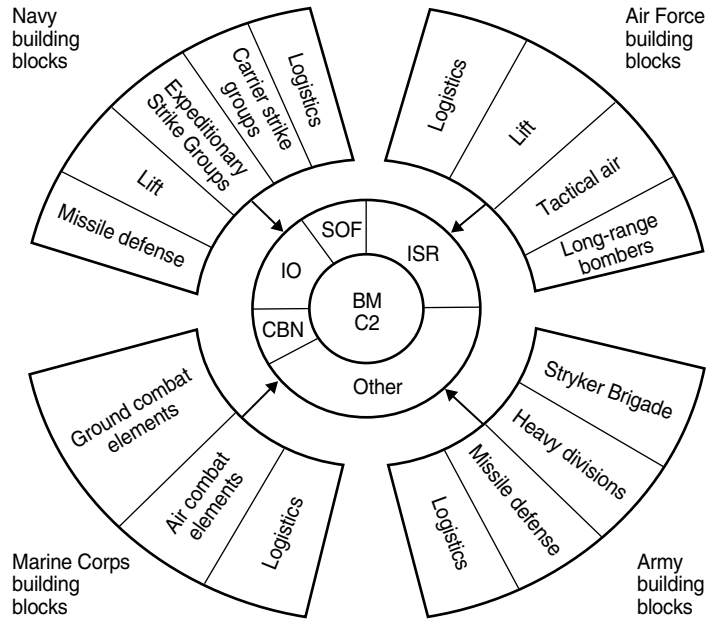 Navy
building
blocks
Missile defense
Lift
Expeditionary
Strike Groups
Carrier strike
groups
Logistics
Air Force
building
blocks
Logistics
Lift
Tactical air
Long-range
bombers
SOF
ISR
IO
BM
C2
CBN
Other
Marine Corps
building
blocks
Ground combat
elements
Air combat
elements
Logistics
Army
building
blocks
Stryker Brigade
Heavy divisions
Missile defense
Logistics